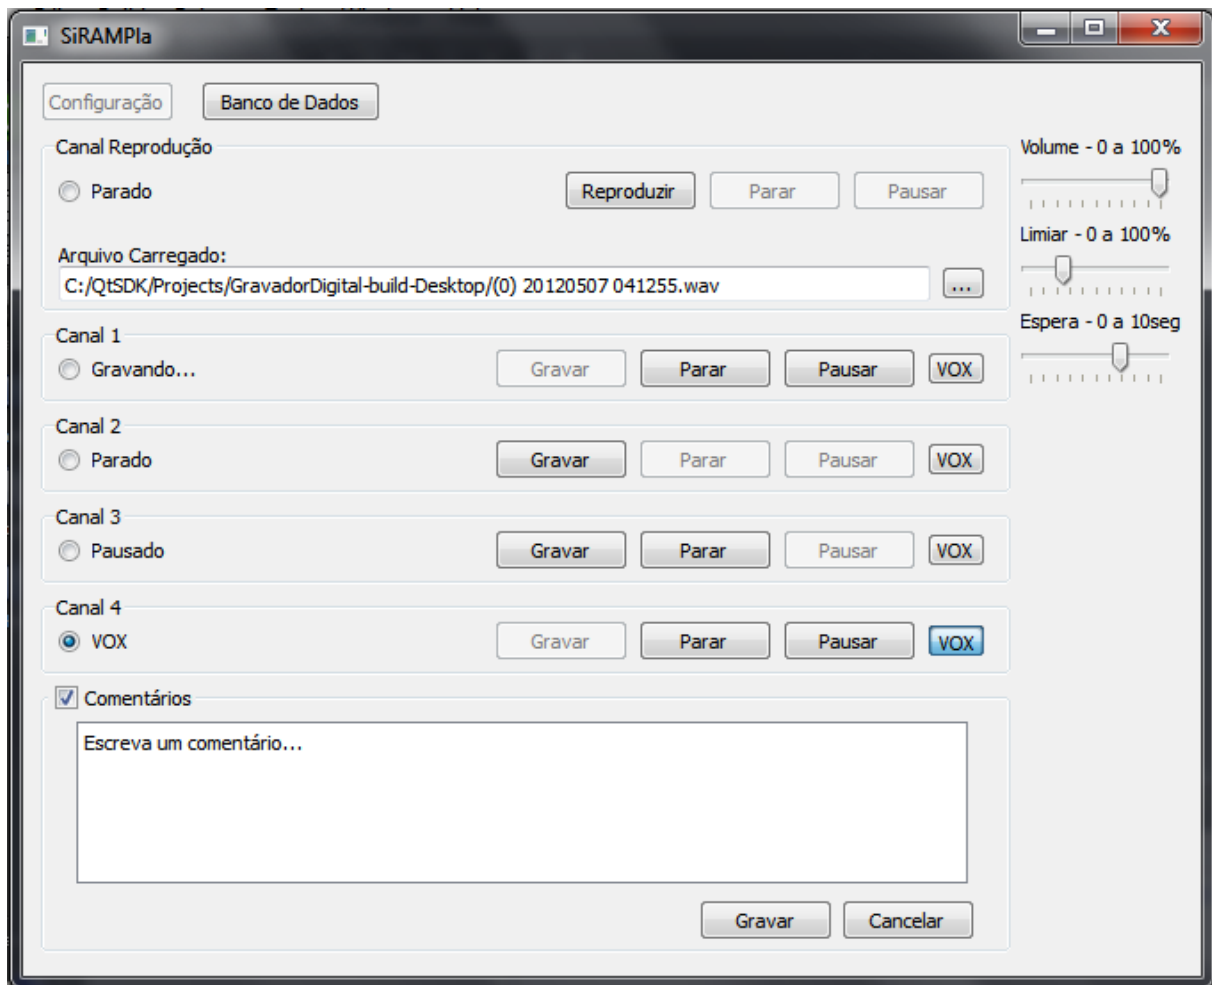 SiRAMPla
Configuração Banco de Dados
Canal Reprodução
Parado Reproduzir Parar Pausar
Arquivo Carregado:
C:/QtSDK/Projects/GravadorDigital-build-Desktop/(0) 20120507 041255.wav ...
Volume - 0 a 100%
Limiar - 0 a 100%
Espera - 0 a 10seg
Canal 1
Gravando... Gravar Parar Pausar VOX
Canal 2
Parado Gravar Parar Pausar VOX
Canal 3
Pausado Gravar Parar Pausar VOX
Canal 4
VOX Gravar Parar Pausar VOX
Comentários
Escreva um comentário...
Gravar Cancelar